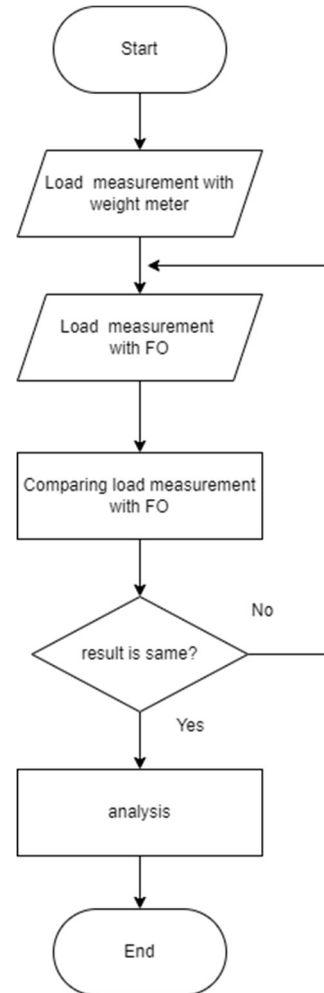 Start
Load measurement with
weight meter
Load measurement
with FO
Comparing load measurement
with FO
result is same?
No
Yes
analysis
End